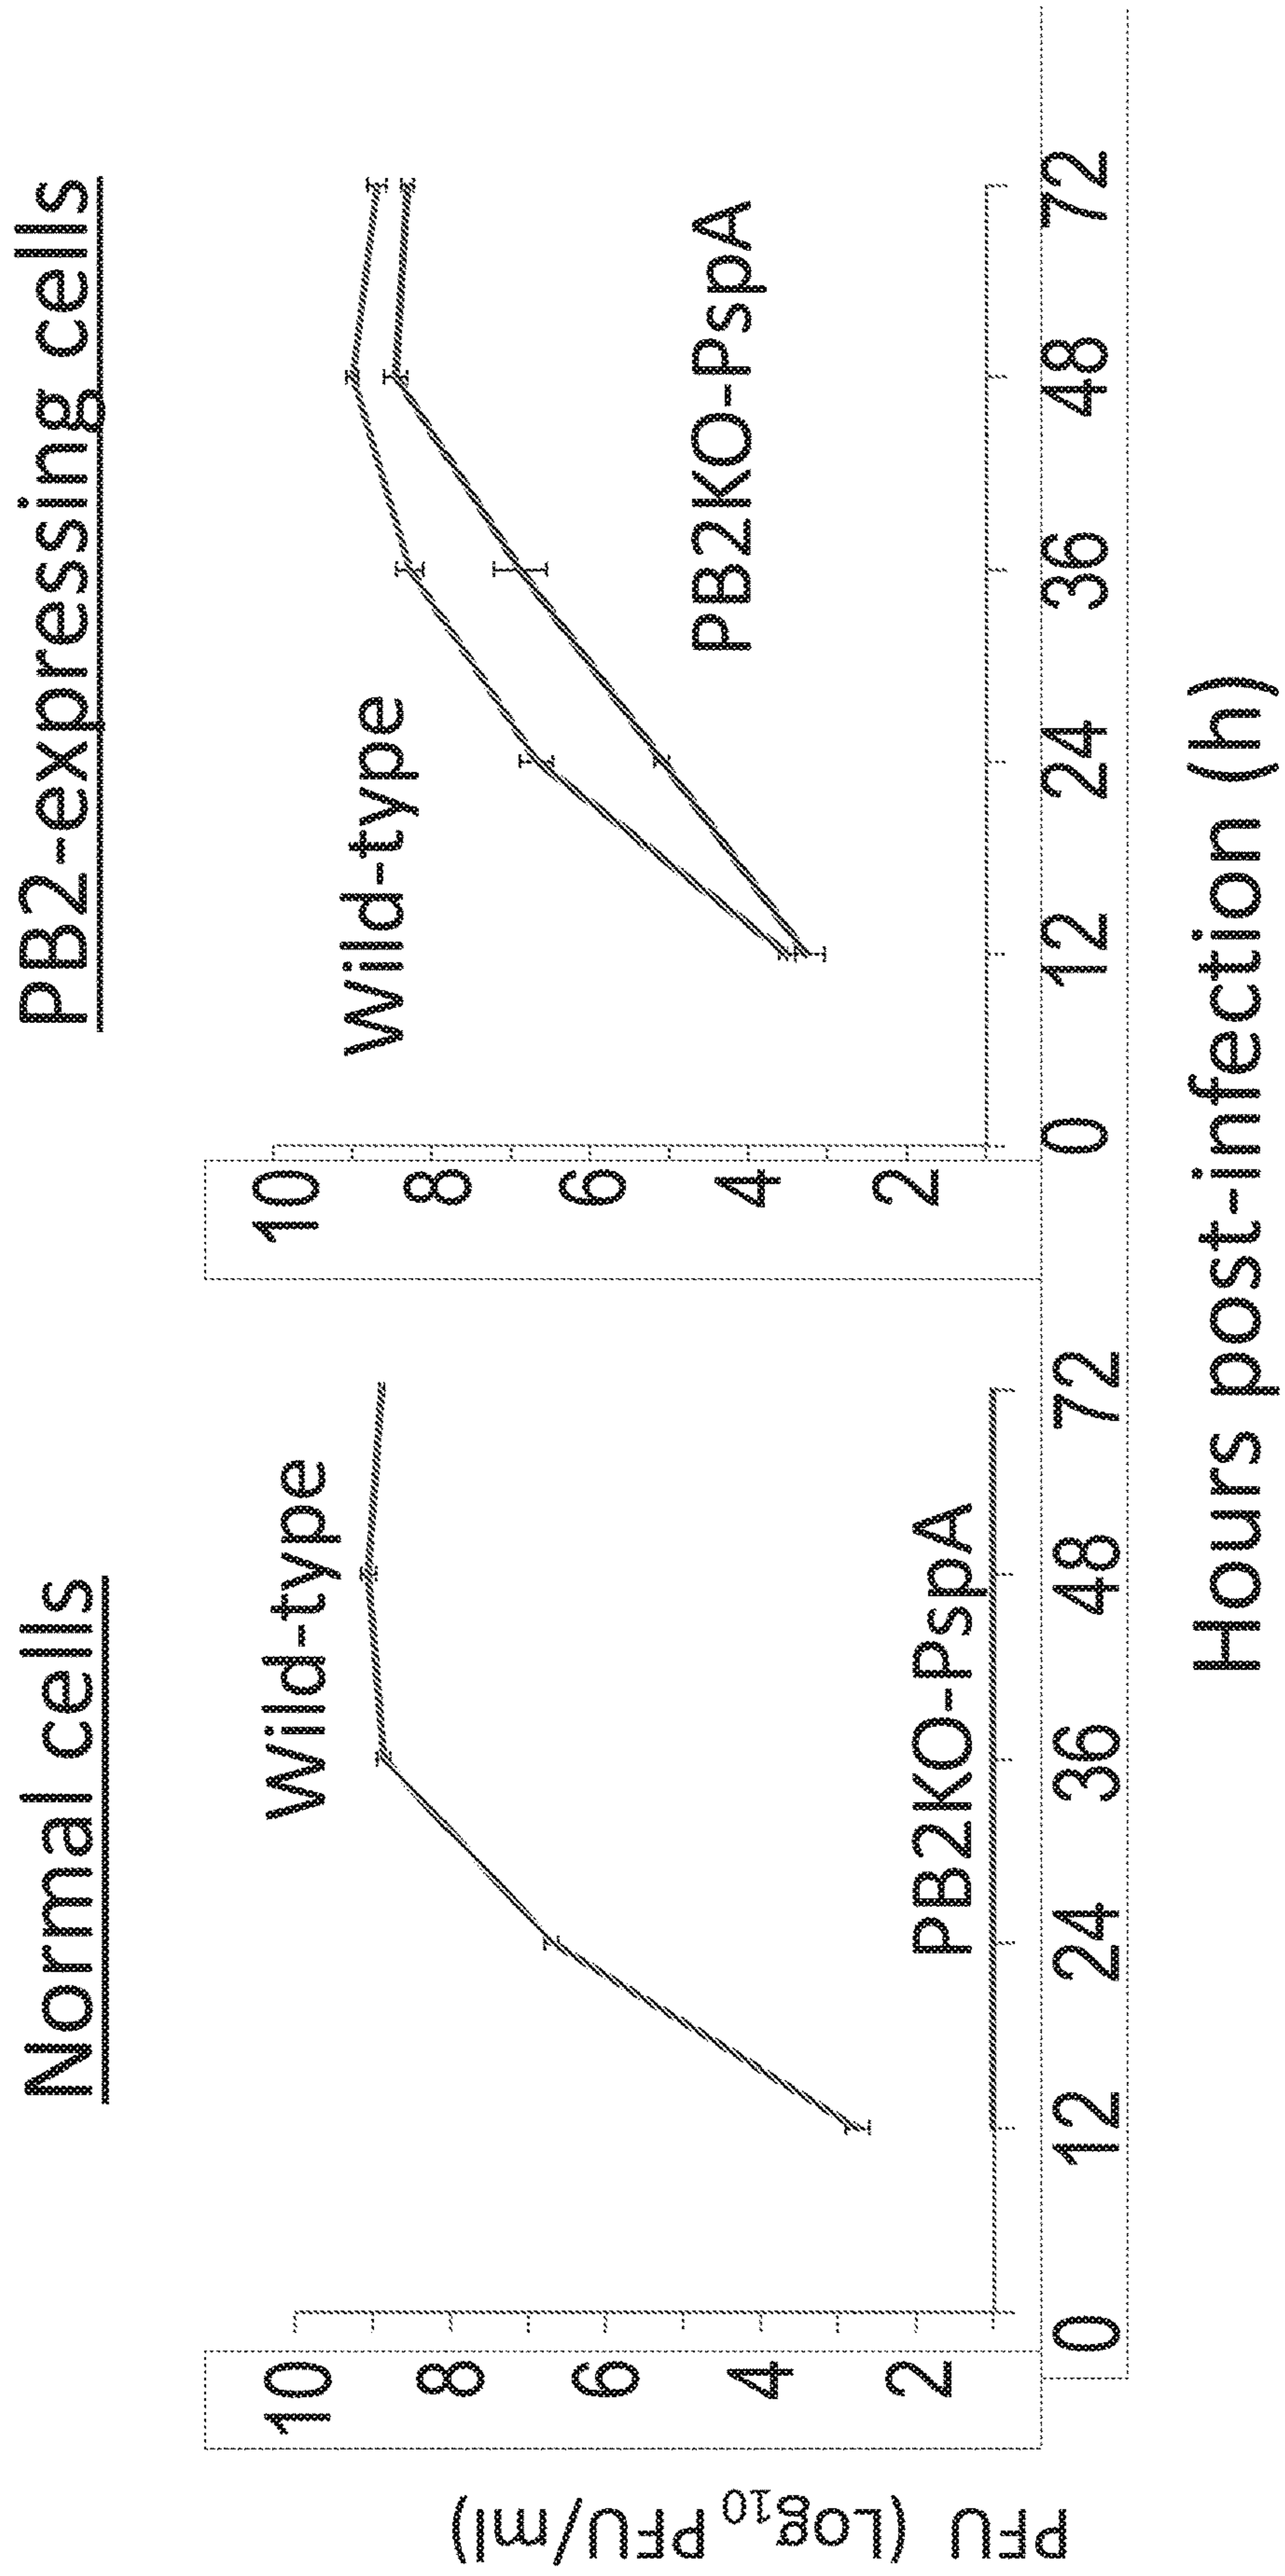 Normal cells
PB2-expressing cells
PFU (Log10 PFU/ml)
10
8
6
4
2
Wild-type
PB2KO-PspA
0 12 24 36 48 72
10
8
6
4
2
Wild-type
PB2KO-PspA
0 12 24 36 48 72
Hours post-infection (h)